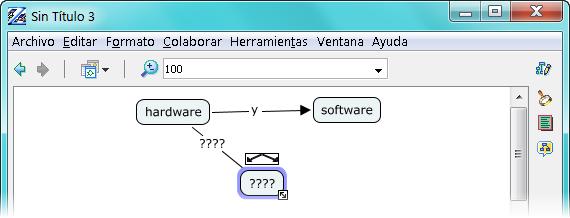 Sin Título 3
Archivo Editar Formato Colaborar Herramientas Ventana Ayuda
100
hardware y software
????
????